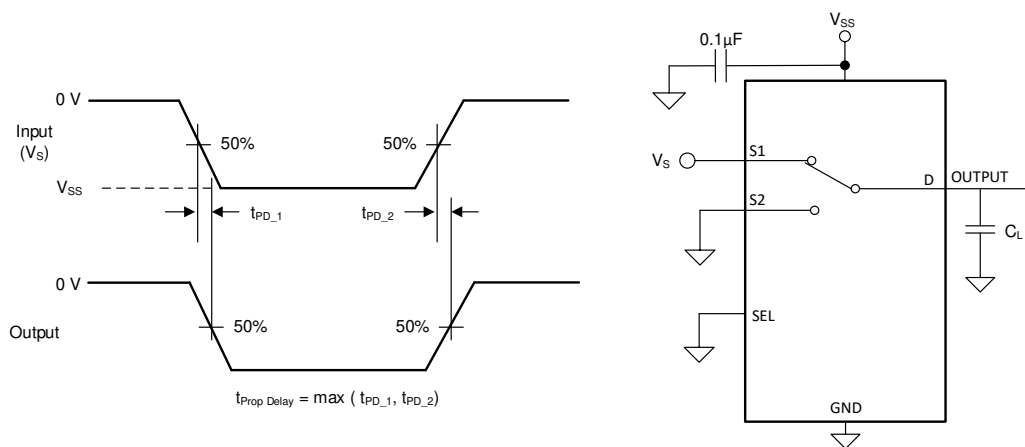 0 V
Input
(VS)
50%
50%
VSS
tPD_1
tPD_2
0 V
Output
50%
50%
tProp Delay = max ( tPD_1, tPD_2)
VSS
0.1µF
VS
S1
S2
D
OUTPUT
CL
SEL
GND